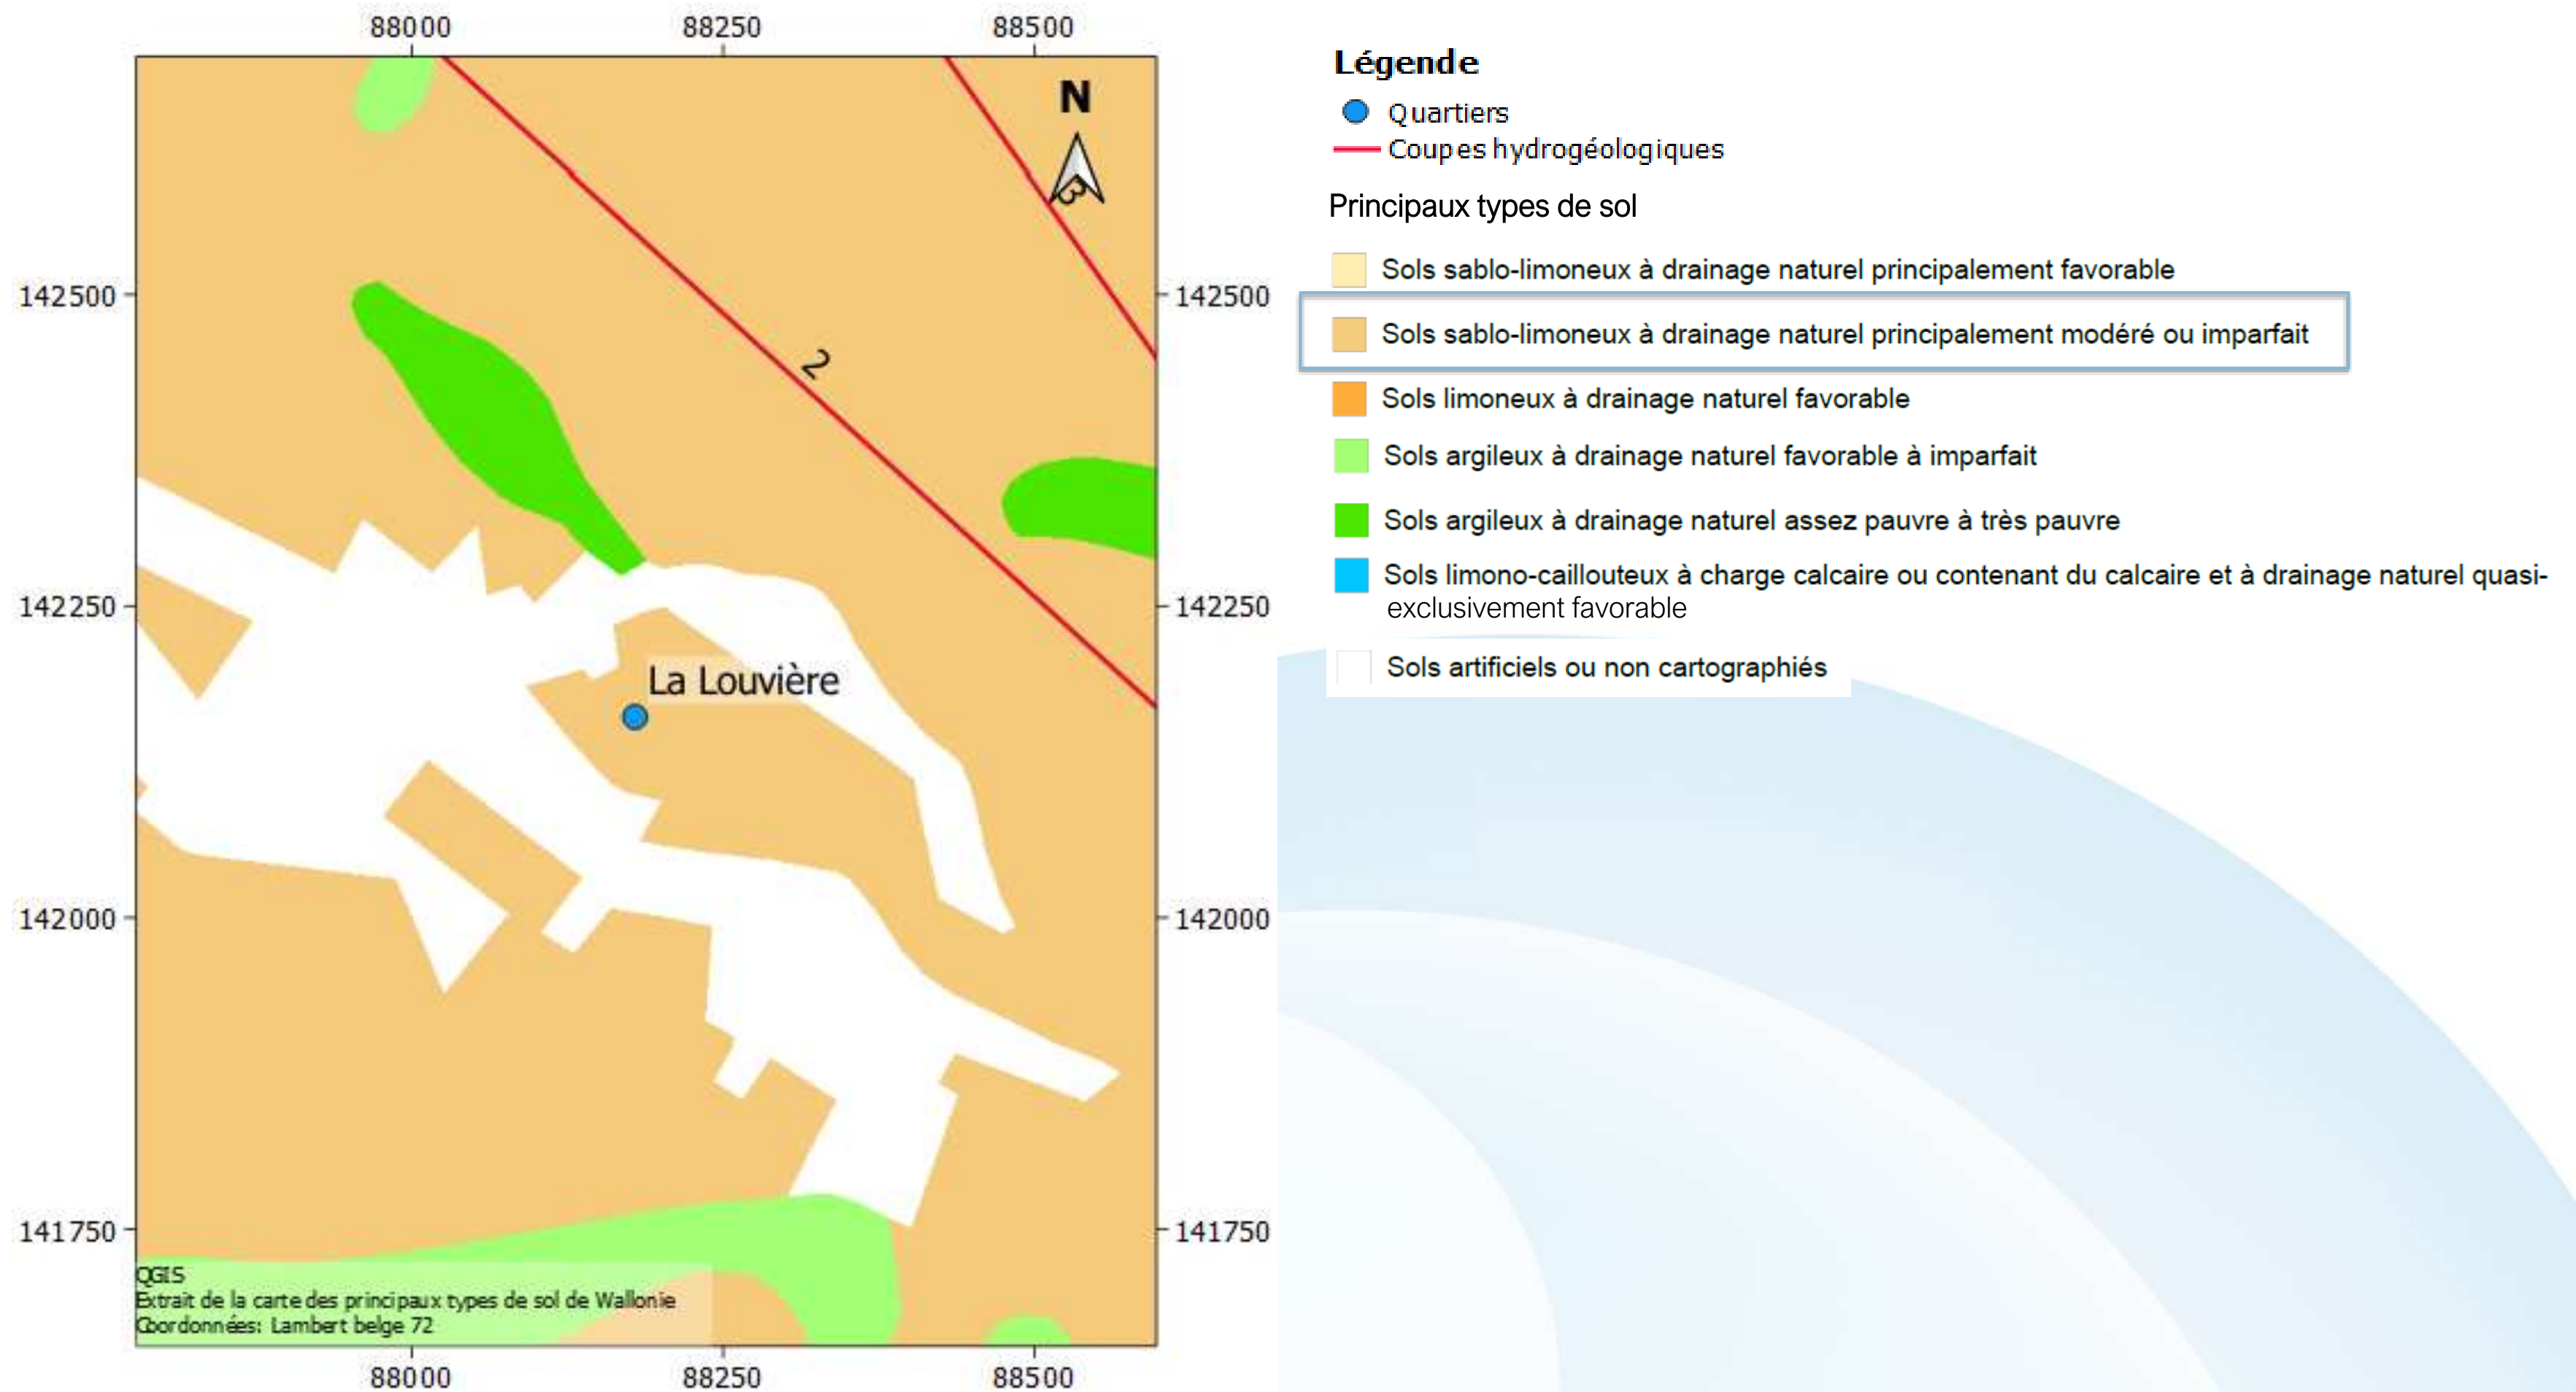 88000 88250 88500
N
3
142500 142500
2
142250 142250
La Louvière
142000 142000
141750 141750
QGIS
Extrait de la carte des principaux types de sol de Wallonie
Coordonnées: Lambert belge 72
88000 88250 88500
Légende
Quartiers
Coupes hydrogéologiques
Principaux types de sol
Sols sablo-limoneux à drainage naturel principalement favorable
Sols sablo-limoneux à drainage naturel principalement modéré ou imparfait
Sols limoneux à drainage naturel favorable
Sols argileux à drainage naturel favorable à imparfait
Sols argileux à drainage naturel assez pauvre à très pauvre
Sols limono-caillouteux à charge calcaire ou contenant du calcaire et à drainage naturel quasi-
exclusivement favorable
Sols artificiels ou non cartographiés